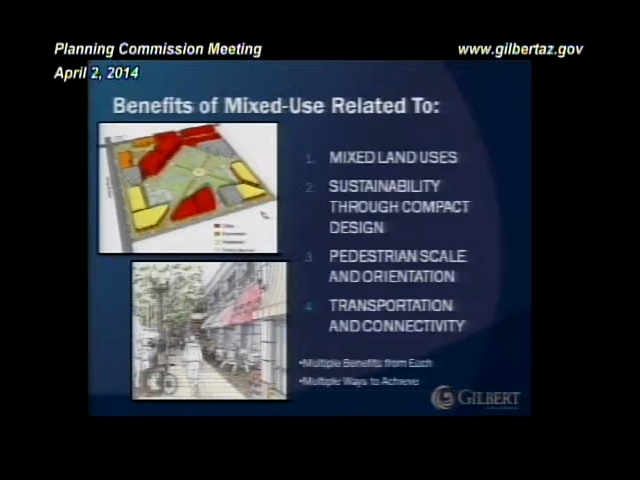 Planning Commission Meeting
www.gilbertaz.gov
April 2, 2014
Benefits of Mixed-Use Related To:
1. MIXED LAND USES
2. SUSTAINABILITY
THROUGH COMPACT
DESIGN
3. PEDESTRIAN SCALE
AND ORIENTATION
4. TRANSPORTATION
AND CONNECTIVITY
•Multiple Benefits from Each
•Multiple Ways to Achieve
GILBERT